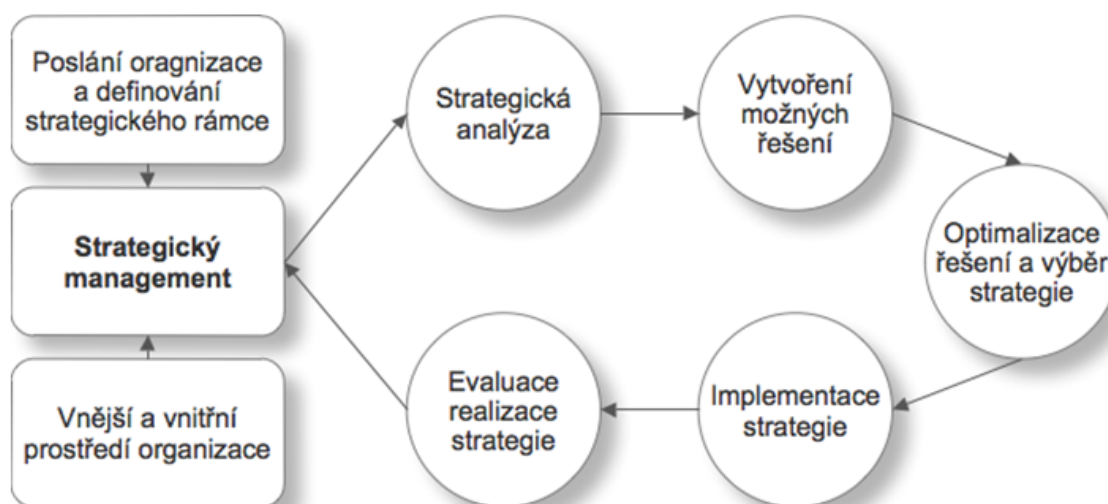 Poslání oragnizace
a definování
strategického rámce
Strategický
management
Vnější a vnitřní
prostředí organizace
Strategická
analýza
Vytvoření
možných
řešení
Optimalizace
řešení a výběr
strategie
Implementace
strategie
Evaluace
realizace
strategie